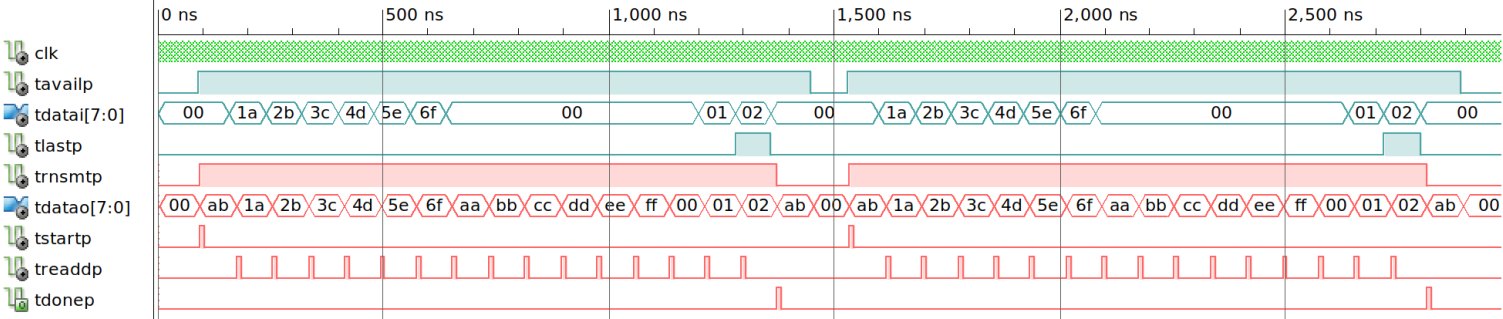 0 ns 500 ns 1,000 ns 1,500 ns 2,000 ns 2,500 ns
clk
tavailp
tdatai[7:0] 00 1a 2b 3c 4d 5e 6f 00 01 02 00 1a 2b 3c 4d 5e 6f 00 01 02 00
tlastp
trnsmtp
tdatao[7:0] 00 ab 1a 2b 3c 4d 5e 6f aa bb cc dd ee ff 00 01 02 ab 00 ab 1a 2b 3c 4d 5e 6f aa bb cc dd ee ff 00 01 02 ab 00
tstartp
treaddp
tdonep